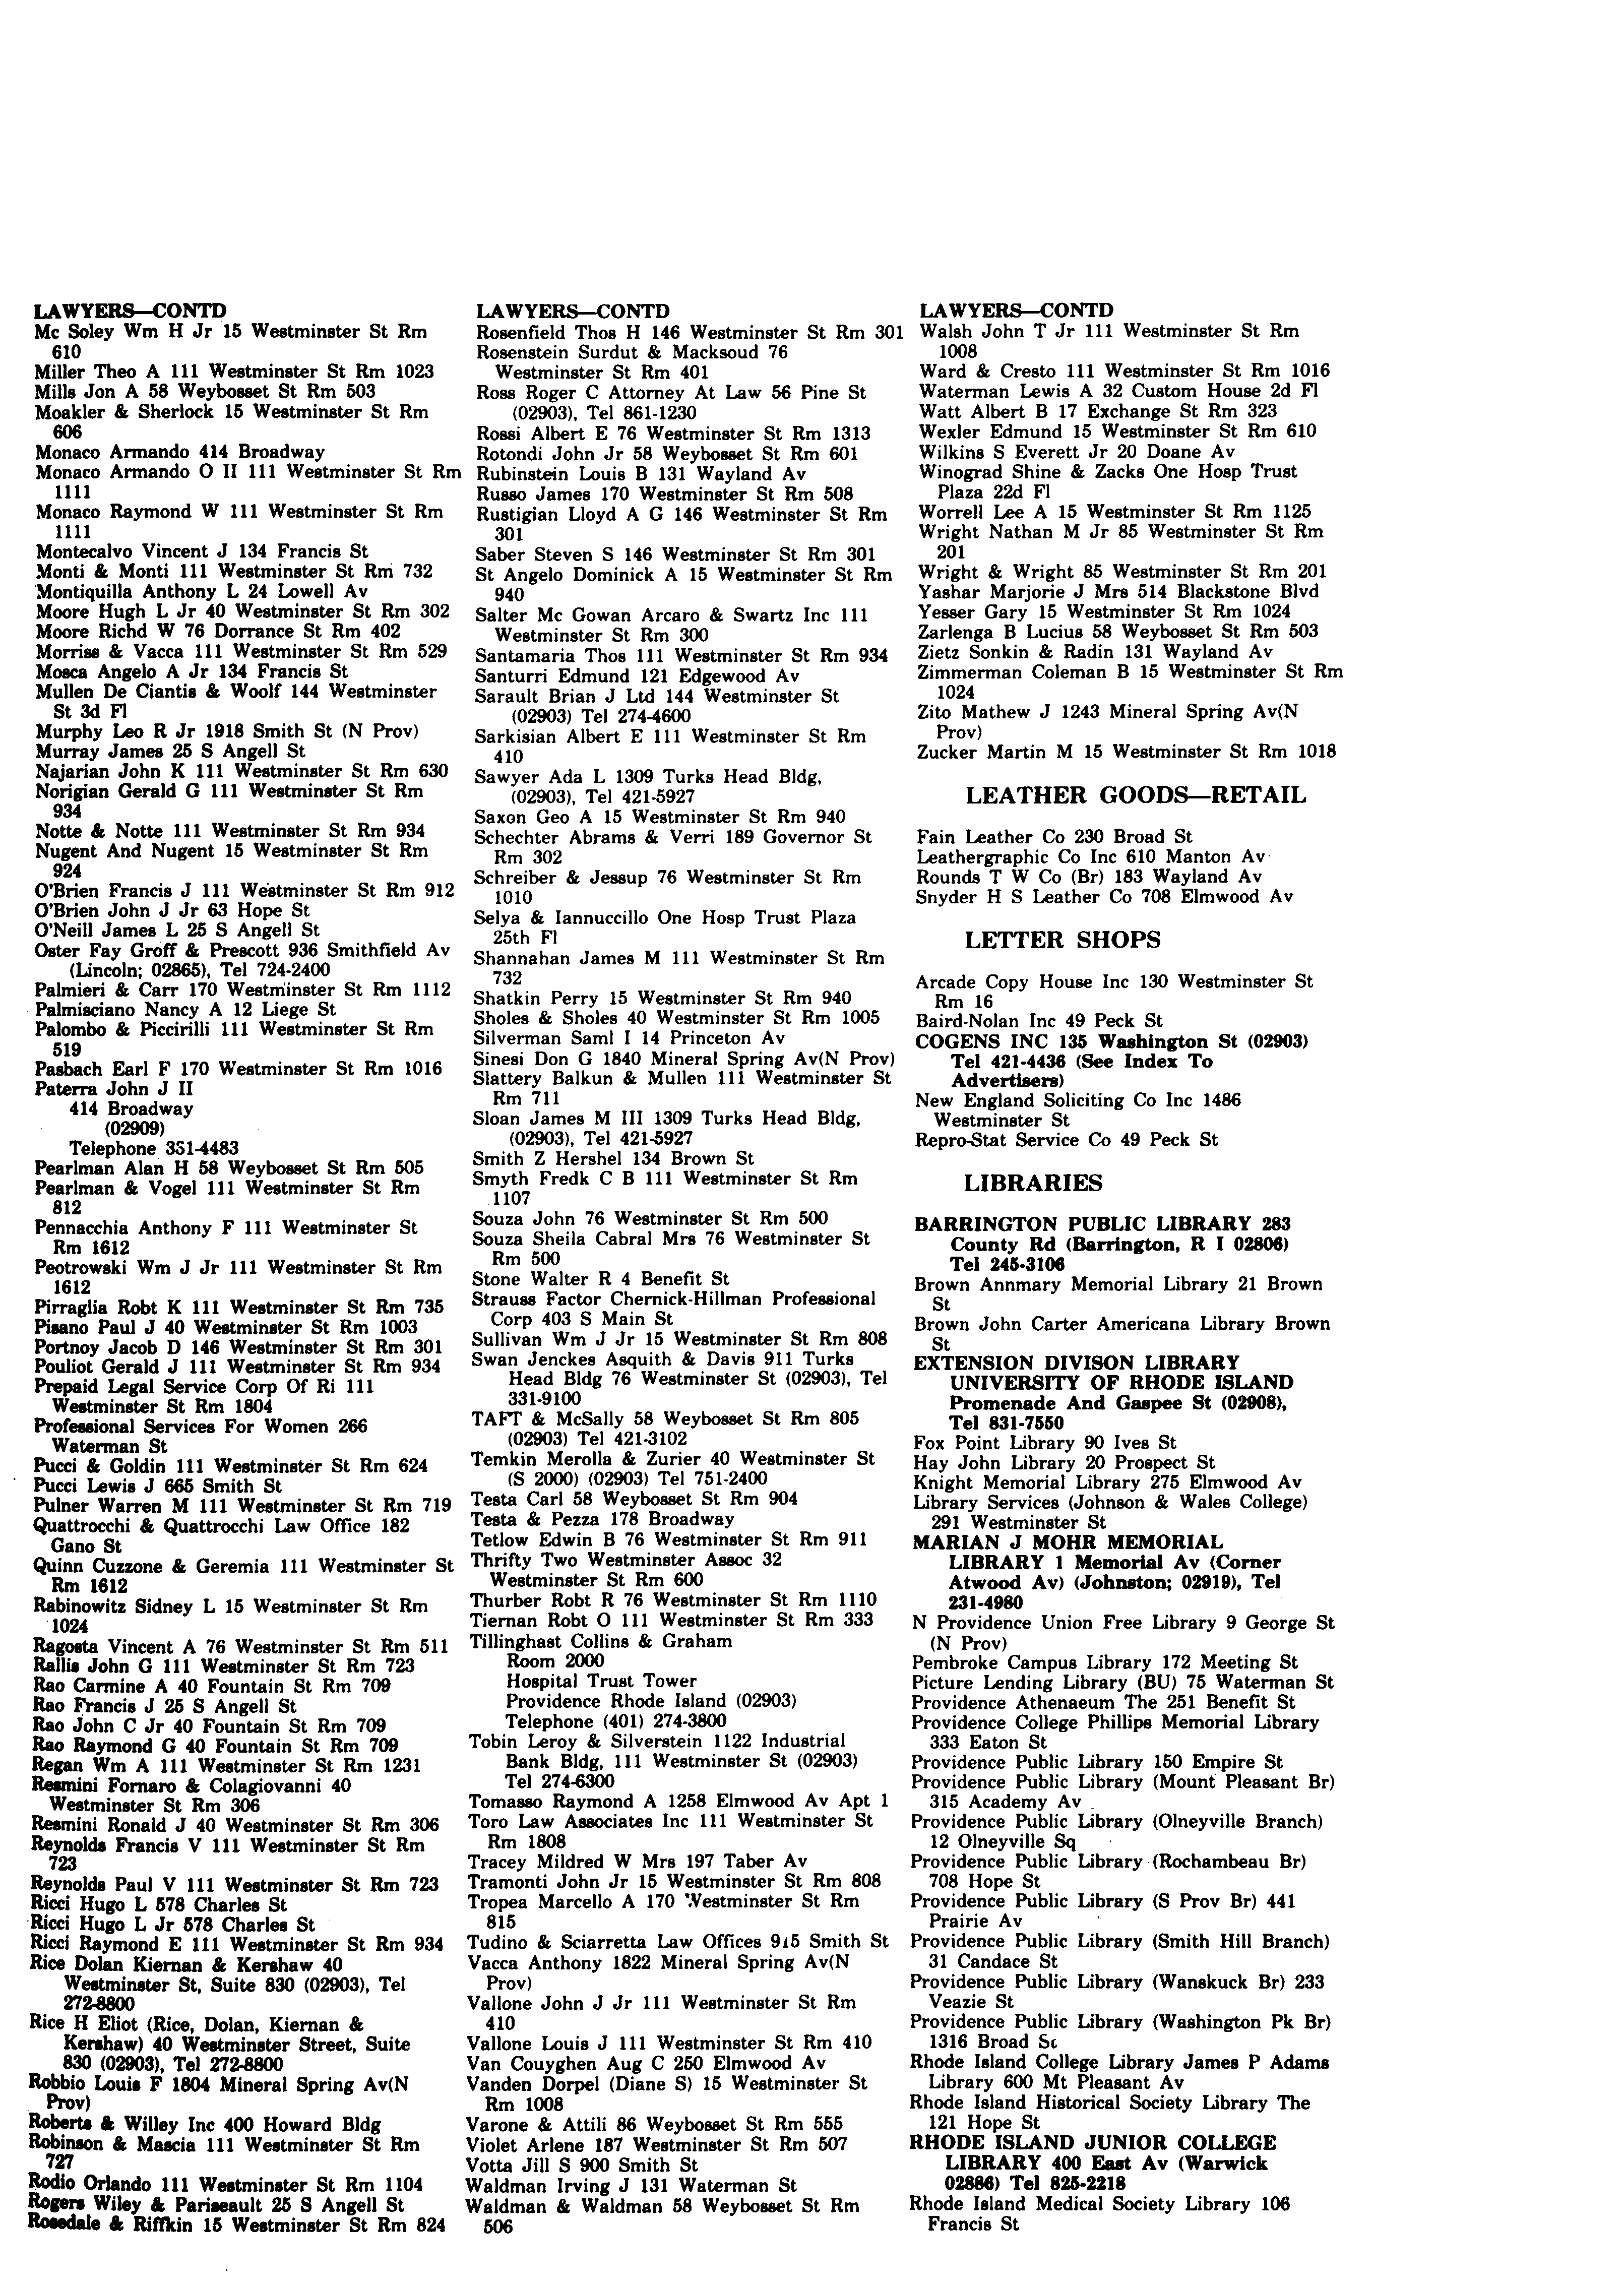 LAWYERS—CONTD
Mc Soley Wm H Jr 15 Westminster St Rm
610
Miller Theo A 111 Westminster St Rm 1023
Mills Jon A 58 Weybosset St Rm 503
Moakler & Sherlock 15 Westminster St Rm
606
Monaco Armando 414 Broadway
Monaco Armando O II 111 Westminster St Rm
1111
Monaco Raymond W 111 Westminster St Rm
1111
Montecalvo Vincent J 134 Francis St
Monti & Monti 111 Westminster St Rm 732
Montiquilla Anthony L 24 Lowell Av
Moore Hugh L Jr 40 Westminster St Rm 302
Moore Richd W 76 Dorrance St Rm 402
Morriss & Vacca 111 Westminster St Rm 529
Mosca Angelo A Jr 134 Francis St
Mullen De Ciantis & Woolf 144 Westminster
St 3d Fl
Murphy Leo R Jr 1918 Smith St (N Prov)
Murray James 25 S Angell St
Najarian John K 111 Westminster St Rm 630
Norigian Gerald G 111 Westminster St Rm
934
Notte & Notte 111 Westminster St Rm 934
Nugent And Nugent 15 Westminster St Rm
924
O'Brien Francis J 111 Westminster St Rm 912
O'Brien John J Jr 63 Hope St
O'Neill James L 25 S Angell St
Oster Fay Groff & Prescott 936 Smithfield Av
(Lincoln; 02865), Tel 724-2400
Palmieri & Carr 170 Westminster St Rm 1112
Palmisciano Nancy A 12 Liege St
Palombo & Piccirilli 111 Westminster St Rm
519
Pasbach Earl F 170 Westminster St Rm 1016
Paterra John J II
414 Broadway
(02909)
Telephone 331-4483
Pearlman Alan H 58 Weybosset St Rm 505
Pearlman & Vogel 111 Westminster St Rm
812
Pennacchia Anthony F 111 Westminster St
Rm 1612
Peotrowski Wm J Jr 111 Westminster St Rm
1612
Pirraglia Robt K 111 Westminster St Rm 735
Pisano Paul J 40 Westminster St Rm 1003
Portnoy Jacob D 146 Westminster St Rm 301
Pouliot Gerald J 111 Westminster St Rm 934
Prepaid Legal Service Corp Of Ri 111
Westminster St Rm 1804
Professional Services For Women 266
Waterman St
Pucci & Goldin 111 Westminster St Rm 624
Pucci Lewis J 665 Smith St
Pulner Warren M 111 Westminster St Rm 719
Quattrocchi & Quattrocchi Law Office 182
Gano St
Quinn Cuzzone & Geremia 111 Westminster St
Rm 1612
Rabinowitz Sidney L 15 Westminster St Rm
1024
Ragosta Vincent A 76 Westminster St Rm 511
Rallis John G 111 Westminster St Rm 723
Rao Carmine A 40 Fountain St Rm 709
Rao Francis J 25 S Angell St
Rao John C Jr 40 Fountain St Rm 709
Rao Raymond G 40 Fountain St Rm 709
Regan Wm A 111 Westminster St Rm 1231
Resmini Fornaro & Colagiovanni 40
Westminster St Rm 306
Resmini Ronald J 40 Westminster St Rm 306
Reynolds Francis V 111 Westminster St Rm
723
Reynolds Paul V 111 Westminster St Rm 723
Ricci Hugo L 578 Charles St
Ricci Hugo L Jr 578 Charles St
Ricci Raymond E 111 Westminster St Rm 934
Rice Dolan Kiernan & Kershaw 40
Westminster St, Suite 830 (02903), Tel
272-8800
Rice H Eliot (Rice, Dolan, Kiernan &
Kershaw) 40 Westminster Street, Suite
830 (02903), Tel 272-8800
Robbio Louis F 1804 Mineral Spring Av(N
Prov)
Roberts & Willey Inc 400 Howard Bldg
Robinson & Mascia 111 Westminster St Rm
727
Rodio Orlando 111 Westminster St Rm 1104
Rogers Wiley & Pariseault 25 S Angell St
Rosedale & Riffkin 15 Westminster St Rm 824
LAWYERS—CONTD
Rosenfield Thos H 146 Westminster St Rm 301
Rosenstein Surdut & Macksoud 76
Westminster St Rm 401
Ross Roger C Attorney At Law 56 Pine St
(02903), Tel 861-1230
Rossi Albert E 76 Westminster St Rm 1313
Rotondi John Jr 58 Weybosset St Rm 601
Rubinstein Louis B 131 Wayland Av
Russo James 170 Westminster St Rm 508
Rustigian Lloyd A G 146 Westminster St Rm
301
Saber Steven S 146 Westminster St Rm 301
St Angelo Dominick A 15 Westminster St Rm
940
Salter Mc Gowan Arcaro & Swartz Inc 111
Westminster St Rm 300
Santamaria Thos 111 Westminster St Rm 934
Santurri Edmund 121 Edgewood Av
Sarault Brian J Ltd 144 Westminster St
(02903) Tel 274-4600
Sarkisian Albert E 111 Westminster St Rm
410
Sawyer Ada L 1309 Turks Head Bldg,
(02903), Tel 421-5927
Saxon Geo A 15 Westminster St Rm 940
Schechter Abrams & Verri 189 Governor St
Rm 302
Schreiber & Jessup 76 Westminster St Rm
1010
Selya & Iannuccillo One Hosp Trust Plaza
25th Fl
Shannahan James M 111 Westminster St Rm
732
Shatkin Perry 15 Westminster St Rm 940
Sholes & Sholes 40 Westminster St Rm 1005
Silverman Saml I 14 Princeton Av
Sinesi Don G 1840 Mineral Spring Av(N Prov)
Slattery Balkun & Mullen 111 Westminster St
Rm 711
Sloan James M III 1309 Turks Head Bldg,
(02903), Tel 421-5927
Smith Z Hershel 134 Brown St
Smyth Fredk C B 111 Westminster St Rm
1107
Souza John 76 Westminster St Rm 500
Souza Sheila Cabral Mrs 76 Westminster St
Rm 500
Stone Walter R 4 Benefit St
Strauss Factor Chernick-Hillman Professional
Corp 403 S Main St
Sullivan Wm J Jr 15 Westminster St Rm 808
Swan Jenckes Asquith & Davis 911 Turks
Head Bldg 76 Westminster St (02903), Tel
331-9100
TAFT & McSally 58 Weybosset St Rm 805
(02903) Tel 421-3102
Temkin Merolla & Zurier 40 Westminster St
(S 2000) (02903) Tel 751-2400
Testa Carl 58 Weybosset St Rm 904
Testa & Pezza 178 Broadway
Tetlow Edwin B 76 Westminster St Rm 911
Thrifty Two Westminster Assoc 32
Westminster St Rm 600
Thurber Robt R 76 Westminster St Rm 1110
Tiernan Robt O 111 Westminster St Rm 333
Tillinghast Collins & Graham
Room 2000
Hospital Trust Tower
Providence Rhode Island (02903)
Telephone (401) 274-3800
Tobin Leroy & Silverstein 1122 Industrial
Bank Bldg, 111 Westminster St (02903)
Tel 274-6300
Tomasso Raymond A 1258 Elmwood Av Apt 1
Toro Law Associates Inc 111 Westminster St
Rm 1808
Tracey Mildred W Mrs 197 Taber Av
Tramonti John Jr 15 Westminster St Rm 808
Tropea Marcello A 170 Westminster St Rm
815
Tudino & Sciarretta Law Offices 915 Smith St
Vacca Anthony 1822 Mineral Spring Av(N
Prov)
Vallone John J Jr 111 Westminster St Rm
410
Vallone Louis J 111 Westminster St Rm 410
Van Couyghen Aug C 250 Elmwood Av
Vanden Dorpel (Diane S) 15 Westminster St
Rm 1008
Varone & Attili 86 Weybosset St Rm 555
Violet Arlene 187 Westminster St Rm 507
Votta Jill S 900 Smith St
Waldman Irving J 131 Waterman St
Waldman & Waldman 58 Weybosset St Rm
506
LAWYERS—CONTD
Walsh John T Jr 111 Westminster St Rm
1008
Ward & Cresto 111 Westminster St Rm 1016
Waterman Lewis A 32 Custom House 2d Fl
Watt Albert B 17 Exchange St Rm 323
Wexler Edmund 15 Westminster St Rm 610
Wilkins S Everett Jr 20 Doane Av
Winograd Shine & Zacks One Hosp Trust
Plaza 22d Fl
Worrell Lee A 15 Westminster St Rm 1125
Wright Nathan M Jr 85 Westminster St Rm
201
Wright & Wright 85 Westminster St Rm 201
Yashar Marjorie J Mrs 514 Blackstone Blvd
Yesser Gary 15 Westminster St Rm 1024
Zarlenga B Lucius 58 Weybosset St Rm 503
Zietz Sonkin & Radin 131 Wayland Av
Zimmerman Coleman B 15 Westminster St Rm
1024
Zito Mathew J 1243 Mineral Spring Av(N
Prov)
Zucker Martin M 15 Westminster St Rm 1018
LEATHER GOODS—RETAIL
Fain Leather Co 230 Broad St
Leathergraphic Co Inc 610 Manton Av
Rounds T W Co (Br) 183 Wayland Av
Snyder H S Leather Co 708 Elmwood Av
LETTER SHOPS
Arcade Copy House Inc 130 Westminster St
Rm 16
Baird-Nolan Inc 49 Peck St
COGENS INC 135 Washington St (02903)
Tel 421-4436 (See Index To
Advertisers)
New England Soliciting Co Inc 1486
Westminster St
Repro-Stat Service Co 49 Peck St
LIBRARIES
BARRINGTON PUBLIC LIBRARY 283
County Rd (Barrington, R I 02806)
Tel 245-3106
Brown Annmary Memorial Library 21 Brown
St
Brown John Carter Americana Library Brown
St
EXTENSION DIVISON LIBRARY
UNIVERSITY OF RHODE ISLAND
Promenade And Gaspee St (02908),
Tel 831-7550
Fox Point Library 90 Ives St
Hay John Library 20 Prospect St
Knight Memorial Library 275 Elmwood Av
Library Services (Johnson & Wales College)
291 Westminster St
MARIAN J MOHR MEMORIAL
LIBRARY 1 Memorial Av (Corner
Atwood Av) (Johnston; 02919), Tel
231-4980
N Providence Union Free Library 9 George St
(N Prov)
Pembroke Campus Library 172 Meeting St
Picture Lending Library (BU) 75 Waterman St
Providence Athenaeum The 251 Benefit St
Providence College Phillips Memorial Library
333 Eaton St
Providence Public Library 150 Empire St
Providence Public Library (Mount Pleasant Br)
315 Academy Av
Providence Public Library (Olneyville Branch)
12 Olneyville Sq
Providence Public Library (Rochambeau Br)
708 Hope St
Providence Public Library (S Prov Br) 441
Prairie Av
Providence Public Library (Smith Hill Branch)
31 Candace St
Providence Public Library (Wanskuck Br) 233
Veazie St
Providence Public Library (Washington Pk Br)
1316 Broad St
Rhode Island College Library James P Adams
Library 600 Mt Pleasant Av
Rhode Island Historical Society Library The
121 Hope St
RHODE ISLAND JUNIOR COLLEGE
LIBRARY 400 East Av (Warwick
02886) Tel 825-2218
Rhode Island Medical Society Library 106
Francis St